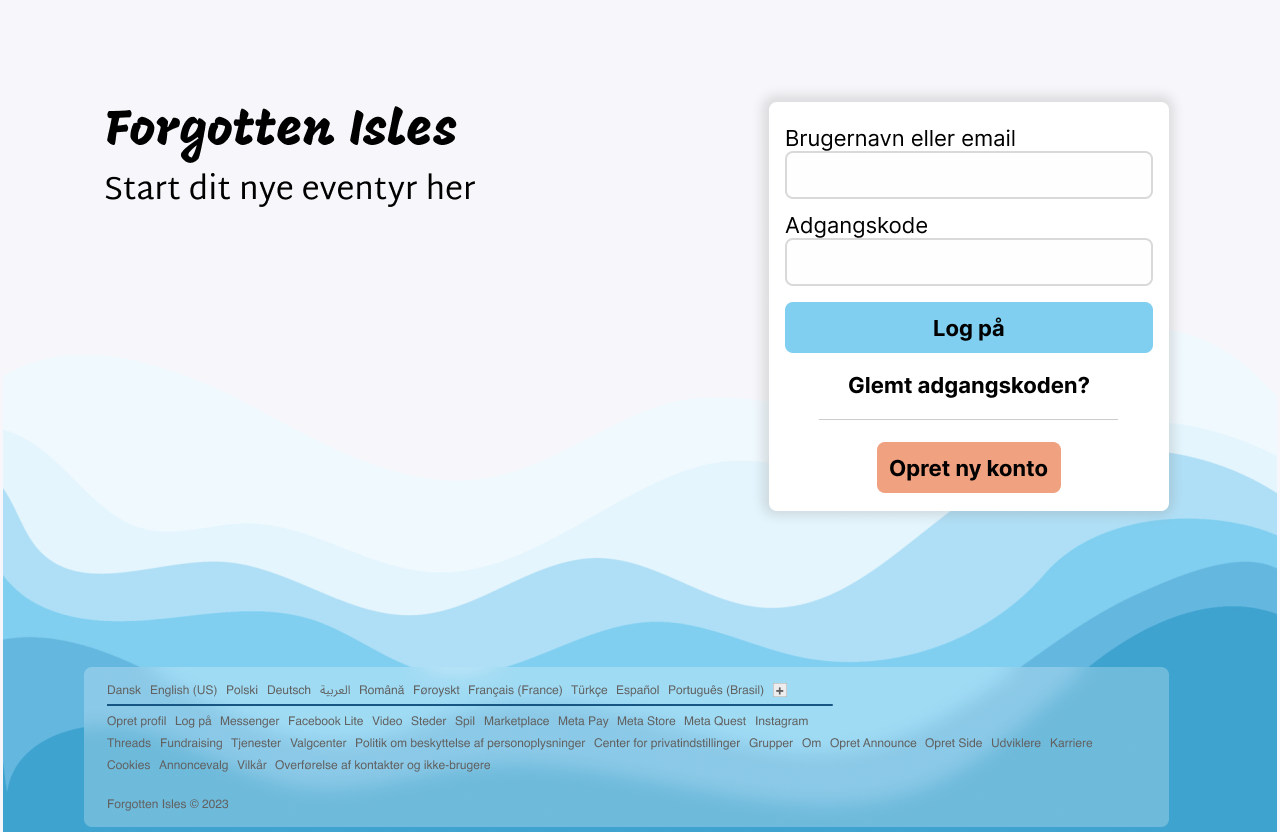 Forgotten Isles
Start dit nye eventyr her
Brugernavn eller email
Adgangskode
Log på
Glemt adgangskoden?
Opret ny konto
Dansk English (US) Polski Deutsch العربية Română Føroyskt Français (France) Türkçe Español Português (Brasil) +
Opret profil Log på Messenger Facebook Lite Video Steder Spil Marketplace Meta Pay Meta Store Meta Quest Instagram
Threads Fundraising Tjenester Valgcenter Politik om beskyttelse af personoplysninger Center for privatindstillinger Grupper Om Opret Announce Opret Side Udviklere Karriere
Cookies Annoncevalg Vilkår Overførelse af kontakter og ikke-brugere
Forgotten Isles © 2023